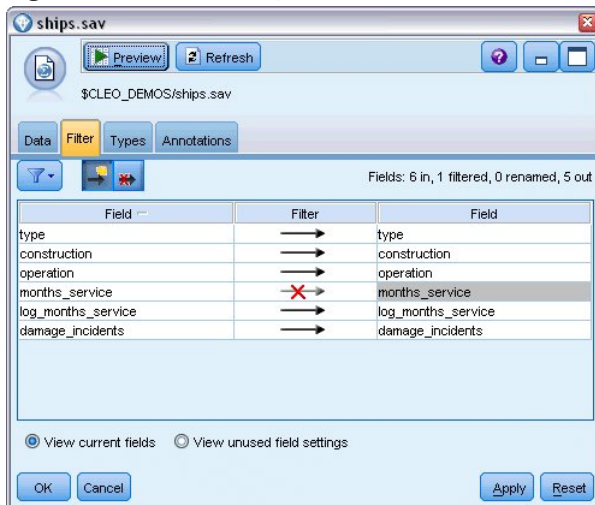 ships.sav
Preview Refresh
$CLEO_DEMOS/ships.sav
Data Filter Types Annotations
Fields: 6 in, 1 filtered, 0 renamed, 5 out
Field Filter Field
type type
construction construction
operation operation
months_service months_service
log_months_service log_months_service
damage_incidents damage_incidents
View current fields View unused field settings
OK Cancel Apply Reset